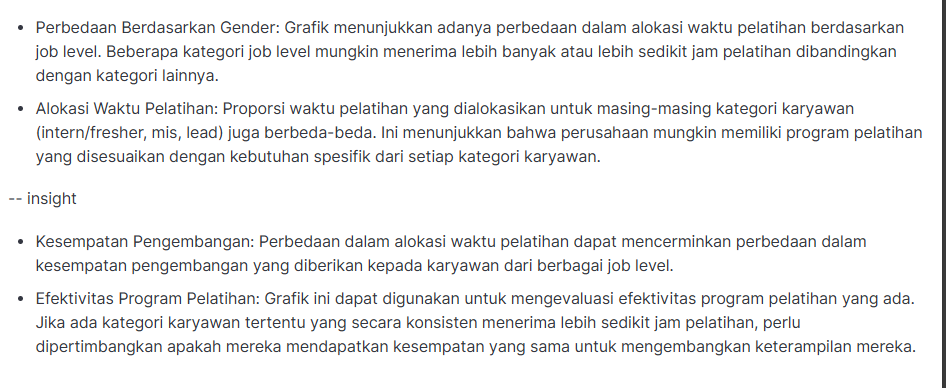 • Perbedaan Berdasarkan Gender: Grafik menunjukkan adanya perbedaan dalam alokasi waktu pelatihan berdasarkan
job level. Beberapa kategori job level mungkin menerima lebih banyak atau lebih sedikit jam pelatihan dibandingkan
dengan kategori lainnya.
• Alokasi Waktu Pelatihan: Proporsi waktu pelatihan yang dialokasikan untuk masing-masing kategori karyawan
(intern/fresher, mis, lead) juga berbeda-beda. Ini menunjukkan bahwa perusahaan mungkin memiliki program pelatihan
yang disesuaikan dengan kebutuhan spesifik dari setiap kategori karyawan.
-- insight
• Kesempatan Pengembangan: Perbedaan dalam alokasi waktu pelatihan dapat mencerminkan perbedaan dalam
kesempatan pengembangan yang diberikan kepada karyawan dari berbagai job level.
• Efektivitas Program Pelatihan: Grafik ini dapat digunakan untuk mengevaluasi efektivitas program pelatihan yang ada.
Jika ada kategori karyawan tertentu yang secara konsisten menerima lebih sedikit jam pelatihan, perlu
dipertimbangkan apakah mereka mendapatkan kesempatan yang sama untuk mengembangkan keterampilan mereka.